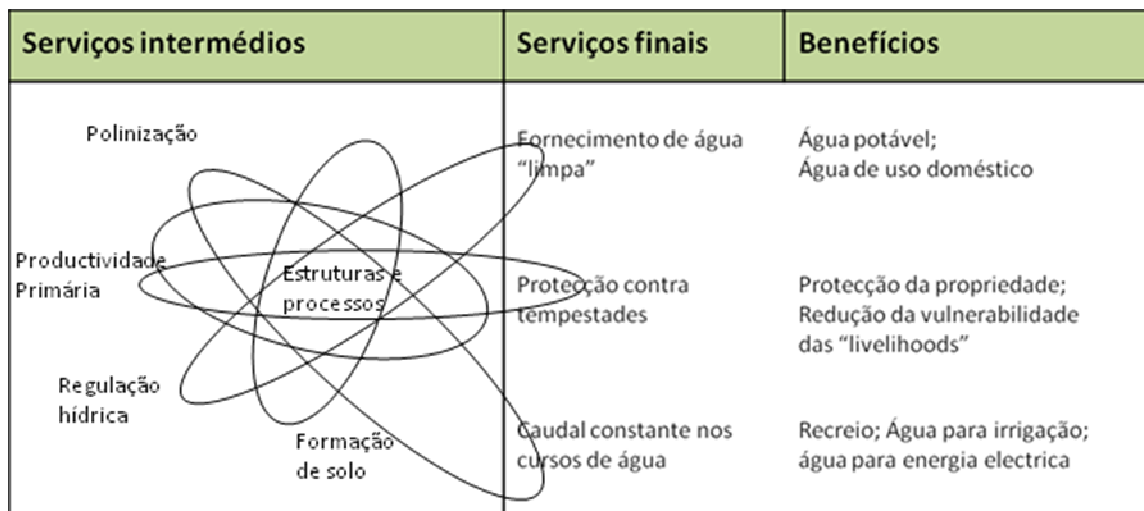 Serviços intermédios
Serviços finais
Benefícios
Polinização
Productividade
Primária
Regulação
hídrica
Formação
de solo
Estruturas e
processos
Fornecimento de água
“limpa”
Água potável;
Água de uso doméstico
Protecção contra
tempestades
Protecção da propriedade;
Redução da vulnerabilidade
das “livelihoods”
Caudal constante nos
cursos de água
Recreio; Água para irrigação;
água para energia electrica